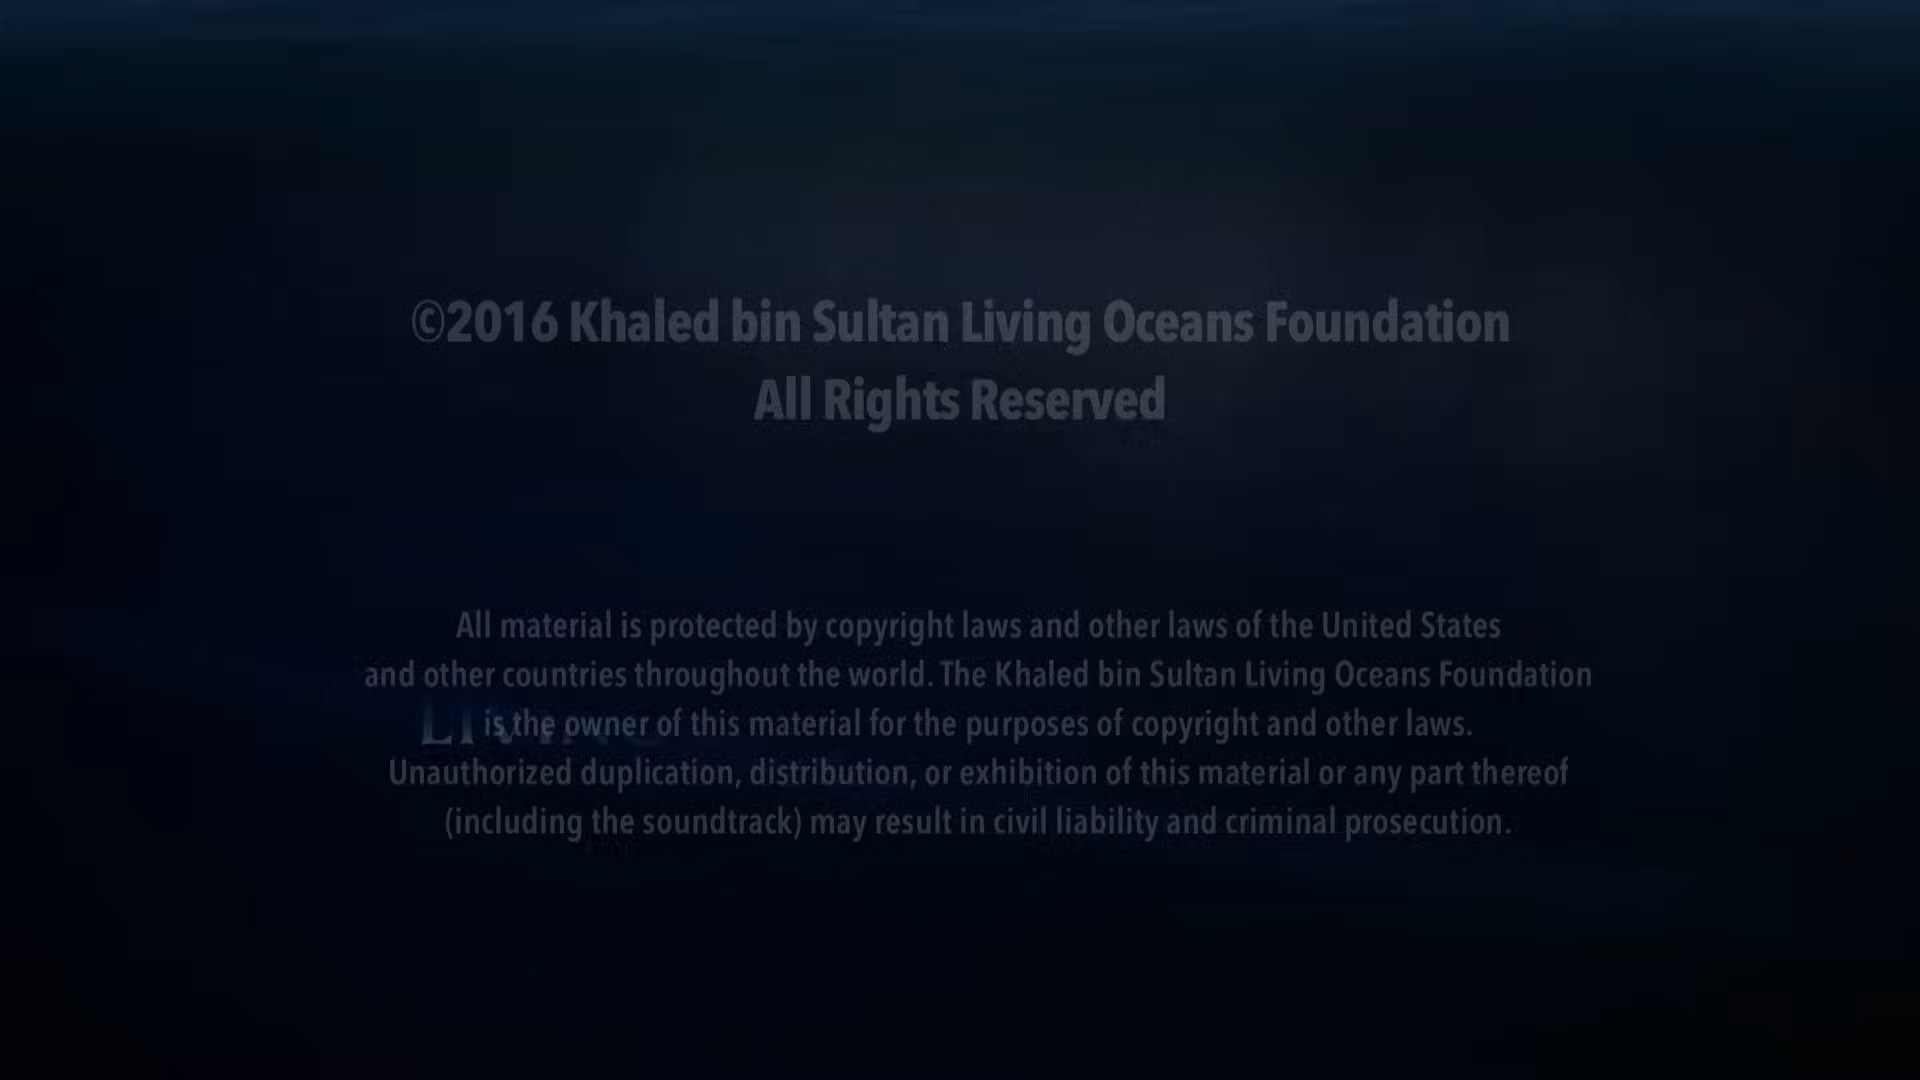 ©2016 Khaled bin Sultan Living Oceans Foundation
All Rights Reserved
All material is protected by copyright laws and other laws of the United States
and other countries throughout the world. The Khaled bin Sultan Living Oceans Foundation
is the owner of this material for the purposes of copyright and other laws.
Unauthorized duplication, distribution, or exhibition of this material or any part thereof
(including the soundtrack) may result in civil liability and criminal prosecution.